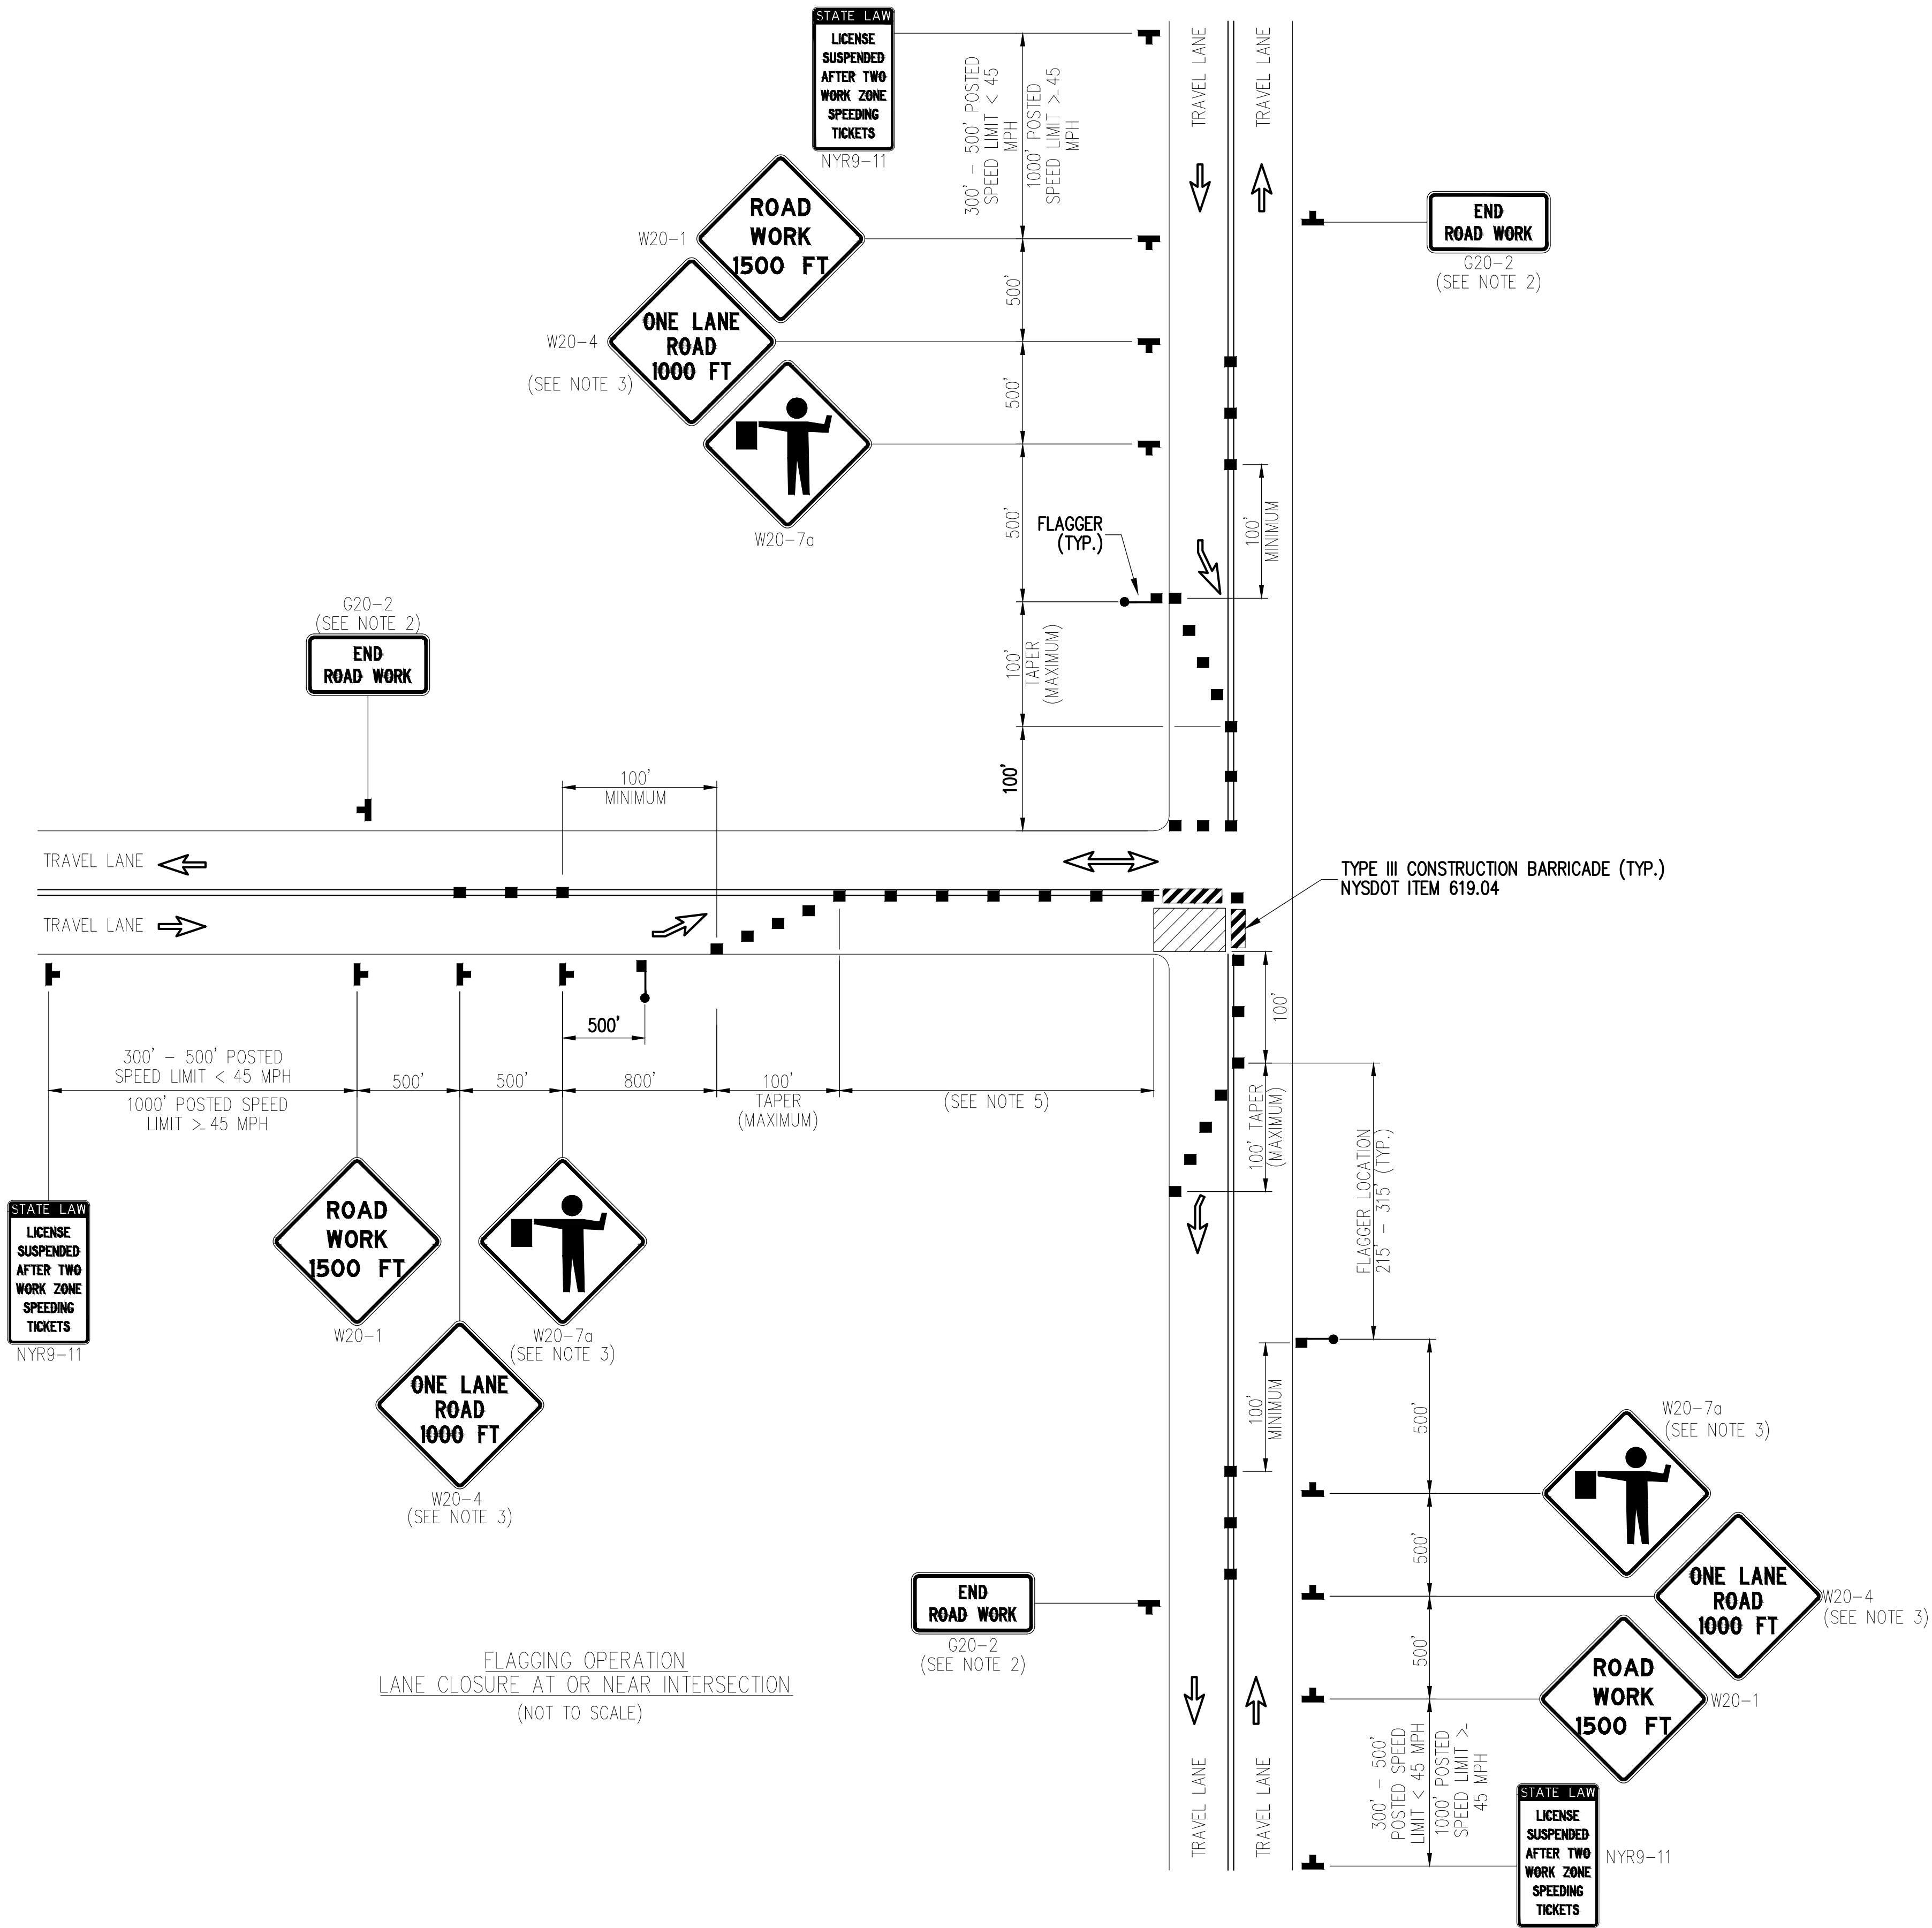 STATE LAW
LICENSE
SUSPENDED
AFTER TWO
WORK ZONE
SPEEDING
TICKETS
NYR9-11
300' - 500' POSTED
SPEED LIMIT < 45
MPH
1000' POSTED
SPEED LIMIT >_ 45
MPH
TRAVEL LANE
TRAVEL LANE
W20-1
ROAD
WORK
1500 FT
500'
END
ROAD WORK
G20-2
(SEE NOTE 2)
W20-4
(SEE NOTE 3)
ONE LANE
ROAD
1000 FT
500'
W20-7a
500'
FLAGGER
(TYP.)
100'
MINIMUM
100'
TAPER
(MAXIMUM)
100'
G20-2
(SEE NOTE 2)
END
ROAD WORK
100'
MINIMUM
TRAVEL LANE
TRAVEL LANE
TYPE III CONSTRUCTION BARRICADE (TYP.)
NYSDOT ITEM 619.04
500'
300' - 500' POSTED
SPEED LIMIT < 45 MPH
1000' POSTED SPEED
LIMIT >_ 45 MPH
500'
500'
800'
100'
TAPER
(MAXIMUM)
(SEE NOTE 5)
100'
100' TAPER
(MAXIMUM)
FLAGGER LOCATION
215' - 315' (TYP.)
STATE LAW
LICENSE
SUSPENDED
AFTER TWO
WORK ZONE
SPEEDING
TICKETS
NYR9-11
ROAD
WORK
1500 FT
W20-1
W20-7a
(SEE NOTE 3)
ONE LANE
ROAD
1000 FT
W20-4
(SEE NOTE 3)
100'
MINIMUM
500'
W20-7a
(SEE NOTE 3)
500'
ONE LANE
ROAD
1000 FT
W20-4
(SEE NOTE 3)
500'
END
ROAD WORK
G20-2
(SEE NOTE 2)
ROAD
WORK
1500 FT
W20-1
FLAGGING OPERATION
LANE CLOSURE AT OR NEAR INTERSECTION
(NOT TO SCALE)
TRAVEL LANE
TRAVEL LANE
300' - 500'
POSTED SPEED
LIMIT < 45 MPH
1000' POSTED
SPEED LIMIT >_
45 MPH
STATE LAW
LICENSE
SUSPENDED
AFTER TWO
WORK ZONE
SPEEDING
TICKETS
NYR9-11